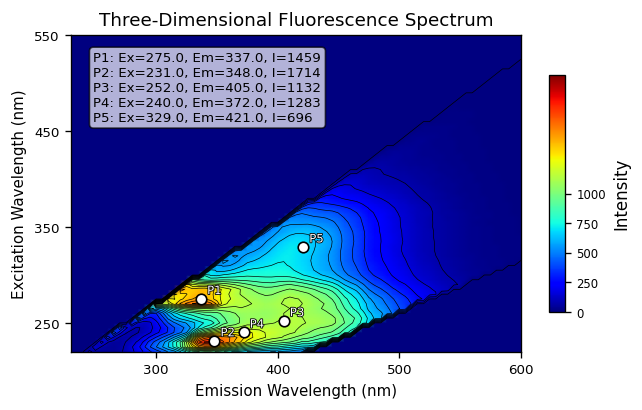 Three-Dimensional Fluorescence Spectrum
P1: Ex=275.0, Em=337.0, I=1459
P2: Ex=231.0, Em=348.0, I=1714
P3: Ex=252.0, Em=405.0, I=1132
P4: Ex=240.0, Em=372.0, I=1283
P5: Ex=329.0, Em=421.0, I=696
550
450
350
250
Excitation Wavelength (nm)
P5
P1
P3
P4
P2
300
400
500
600
Emission Wavelength (nm)
1000
750
500
250
0
Intensity